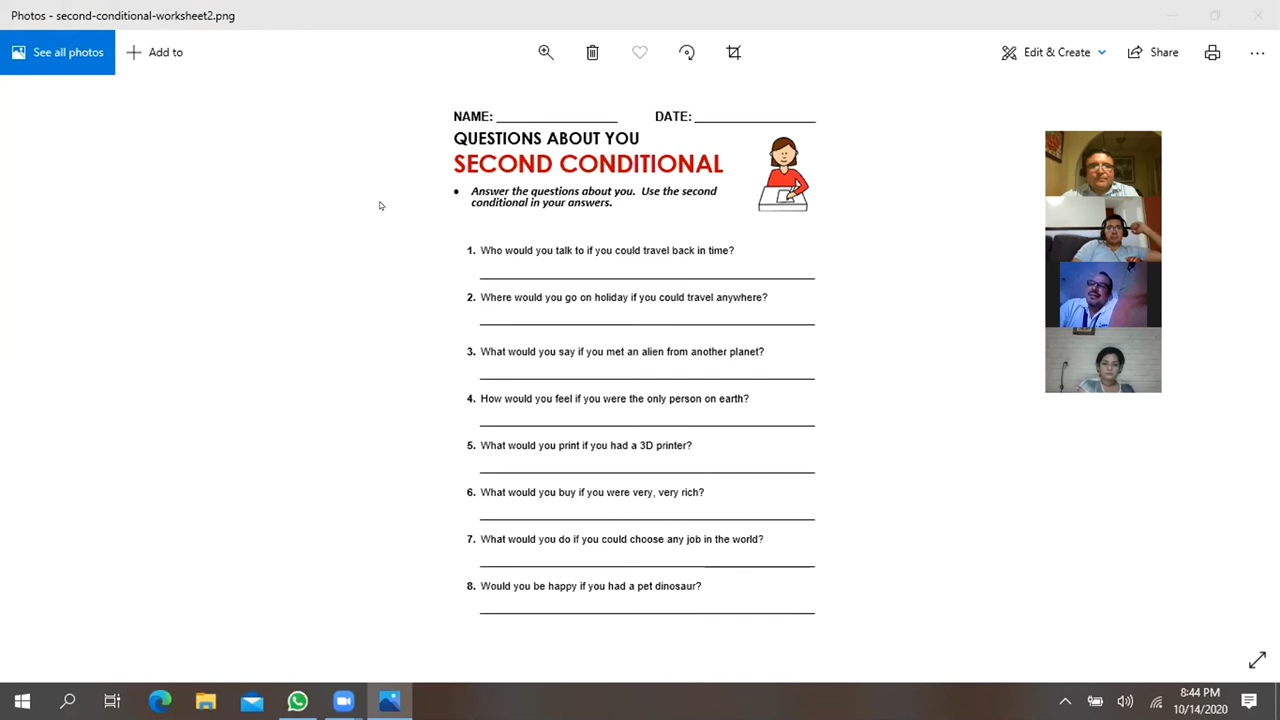 Photos - second-conditional-worksheet2.png
See all photos
Add to
Edit & Create
Share
NAME: _______________ DATE: _______________
QUESTIONS ABOUT YOU
SECOND CONDITIONAL
• Answer the questions about you. Use the second
conditional in your answers.
1. Who would you talk to if you could travel back in time?
2. Where would you go on holiday if you could travel anywhere?
3. What would you say if you met an alien from another planet?
4. How would you feel if you were the only person on earth?
5. What would you print if you had a 3D printer?
6. What would you buy if you were very, very rich?
7. What would you do if you could choose any job in the world?
8. Would you be happy if you had a pet dinosaur?
8:44 PM
10/14/2020